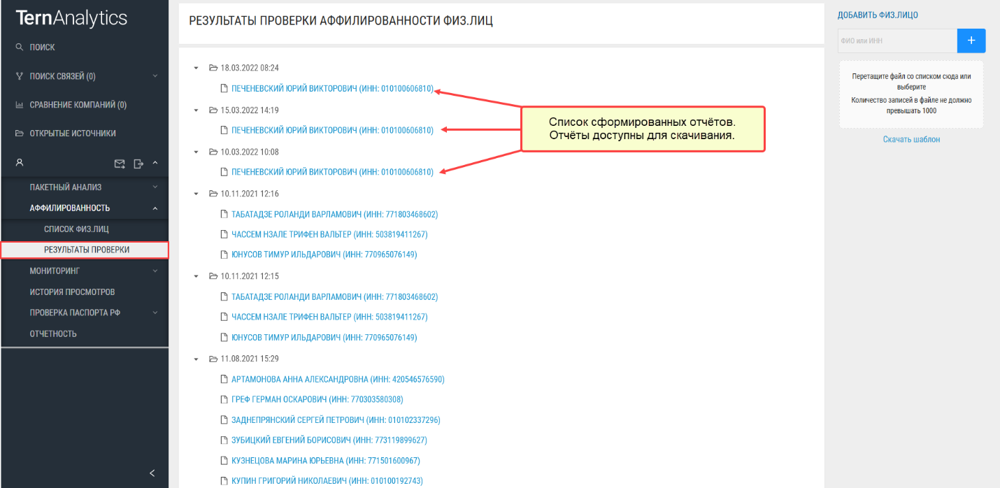 TernAnalytics
ПОИСК
ПОИСК СВЯЗЕЙ (0)
СРАВНЕНИЕ КОМПАНИЙ (0)
ОТКРЫТЫЕ ИСТОЧНИКИ
ПАКЕТНЫЙ АНАЛИЗ
АФФИЛИРОВАННОСТЬ
СПИСОК ФИЗ.ЛИЦ
РЕЗУЛЬТАТЫ ПРОВЕРКИ
МОНИТОРИНГ
ИСТОРИЯ ПРОСМОТРОВ
ПРОВЕРКА ПАСПОРТА РФ
ОТЧЕТНОСТЬ
РЕЗУЛЬТАТЫ ПРОВЕРКИ АФФИЛИРОВАННОСТИ ФИЗ.ЛИЦ
18.03.2022 08:24
ПЕЧЕНЕВСКИЙ ЮРИЙ ВИКТОРОВИЧ (ИНН: 010100606810)
15.03.2022 14:19
ПЕЧЕНЕВСКИЙ ЮРИЙ ВИКТОРОВИЧ (ИНН: 010100606810)
10.03.2022 10:08
ПЕЧЕНЕВСКИЙ ЮРИЙ ВИКТОРОВИЧ (ИНН: 010100606810)
10.11.2021 12:16
ТАБАТАДЗЕ РОЛАНДИ ВАРЛАМОВИЧ (ИНН: 771803468602)
ЧАССЕМ НЗАЛЕ ТРИФЕН ВАЛЬТЕР (ИНН: 503819411267)
ЮНУСОВ ТИМУР ИЛЬДАРОВИЧ (ИНН: 770965076149)
10.11.2021 12:15
ТАБАТАДЗЕ РОЛАНДИ ВАРЛАМОВИЧ (ИНН: 771803468602)
ЧАССЕМ НЗАЛЕ ТРИФЕН ВАЛЬТЕР (ИНН: 503819411267)
ЮНУСОВ ТИМУР ИЛЬДАРОВИЧ (ИНН: 770965076149)
11.08.2021 15:29
АРТАМОНОВА АННА АЛЕКСАНДРОВНА (ИНН: 420546576590)
ГРЕФ ГЕРМАН ОСКАРОВИЧ (ИНН: 770303580308)
ЗАДНЕПРЯНСКИЙ СЕРГЕЙ ПЕТРОВИЧ (ИНН: 010102337296)
ЗУБИЦКИЙ ЕВГЕНИЙ БОРИСОВИЧ (ИНН: 773119899627)
КУЗНЕЦОВА МАРИНА ЮРЬЕВНА (ИНН: 771501600967)
КУПИН ГРИГОРИЙ НИКОЛАЕВИЧ (ИНН: 010100192743)
Список сформированных отчётов.
Отчёты доступны для скачивания.
ДОБАВИТЬ ФИЗ.ЛИЦО
ФИО или ИНН
+
Перетащите файл со списком сюда или
выберите
Количество записей в файле не должно
превышать 1000
Скачать шаблон